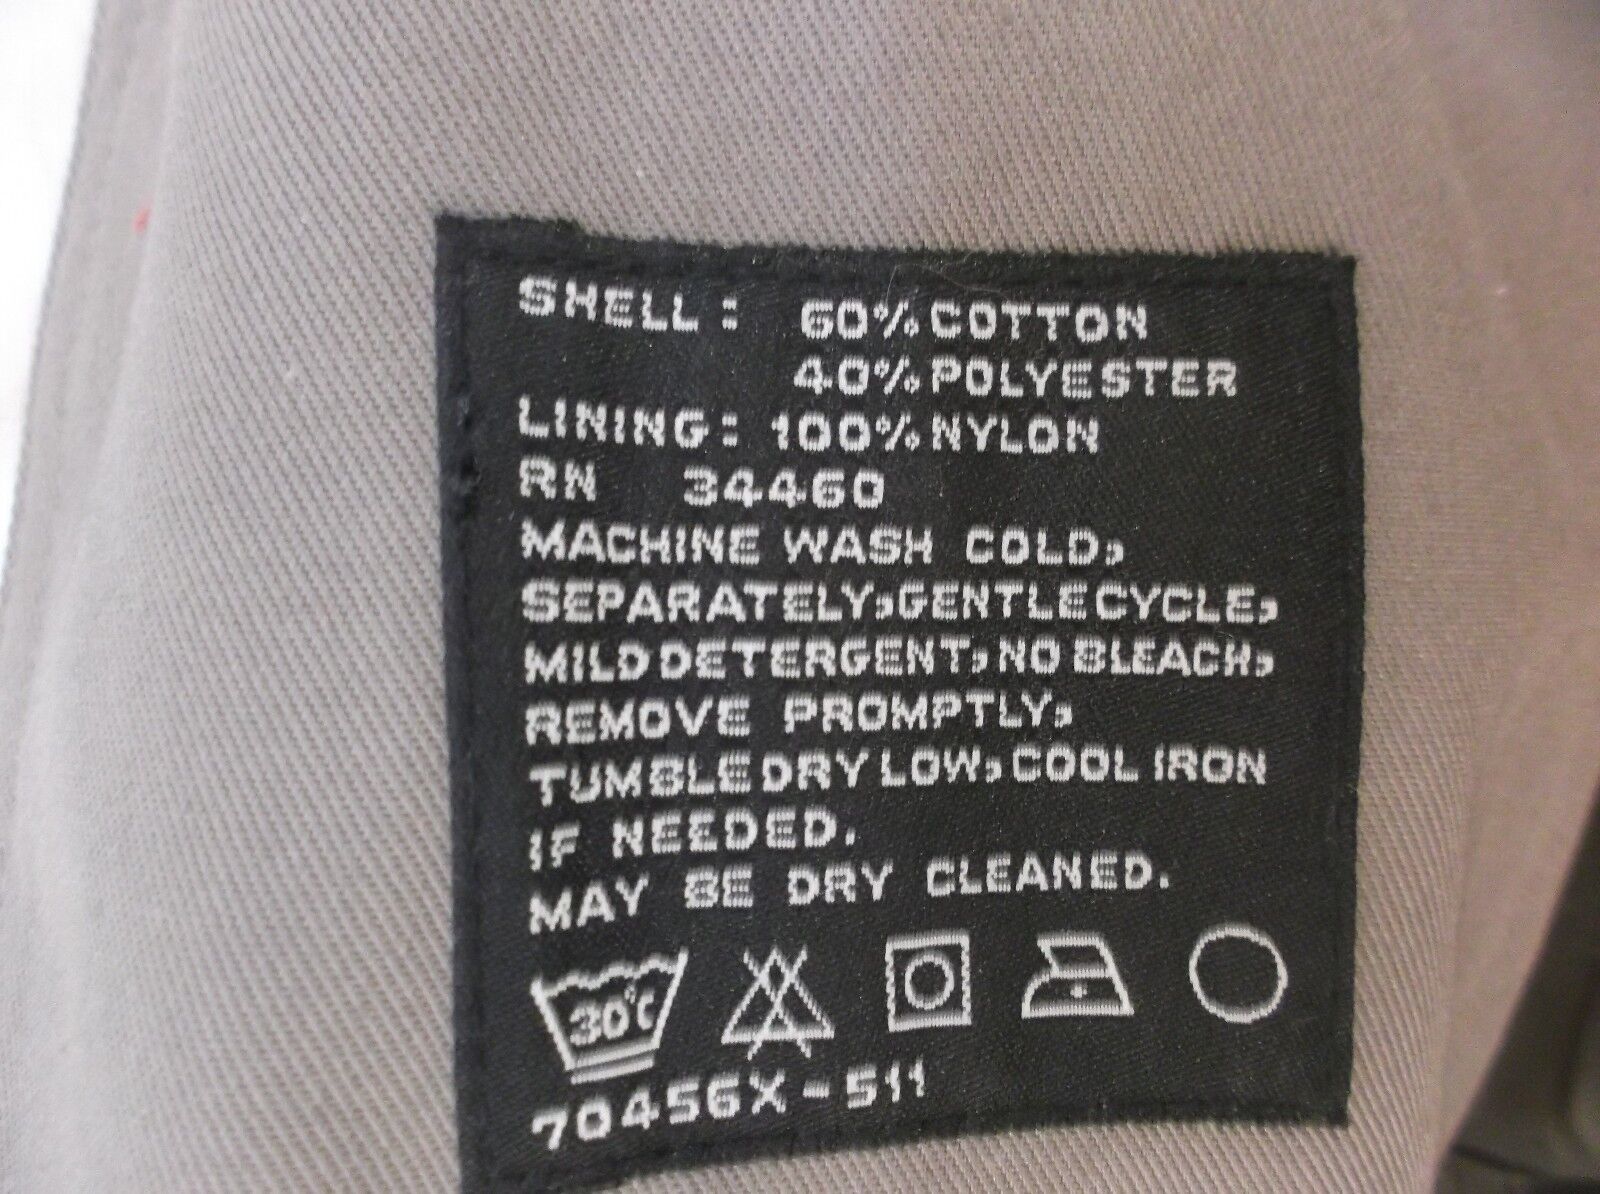 SHELL: 60% COTTON
40% POLYESTER
LINING: 100% NYLON
RN 34460
MACHINE WASH COLD,
SEPARATELY, GENTLE CYCLE,
MILD DETERGENT, NO BLEACH,
REMOVE PROMPTLY,
TUMBLE DRY LOW, COOL IRON
IF NEEDED.
MAY BE DRY CLEANED.
30°C
70456X-511